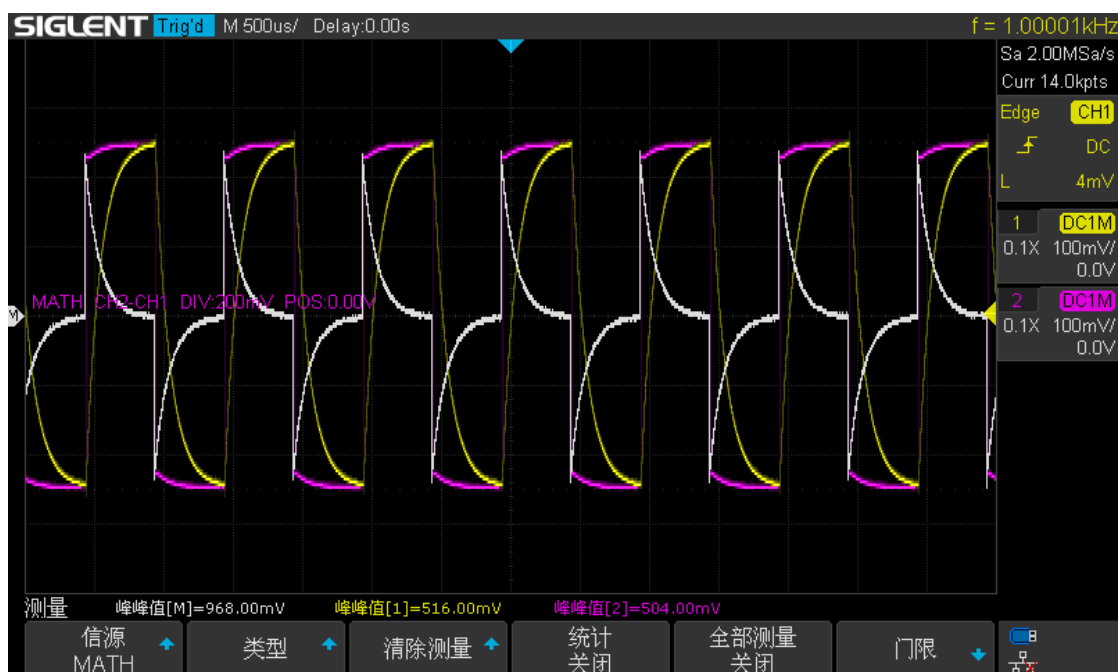 SIGLENT Trig'd M 500us/ Delay:0.00s f = 1.00001kHz
Sa 2.00MSa/s
Curr 14.0kpts
Edge CH1
DC
L 4mV
1 DC1M
0.1X 100mV/
0.0V
2 DC1M
0.1X 100mV/
0.0V
MATH CH2-CH1 DIV:200mV POS:0.00V
M
测量 峰峰值[M]=968.00mV 峰峰值[1]=516.00mV 峰峰值[2]=504.00mV
信源
MATH
类型
清除测量
统计
关闭
全部测量
关闭
门限